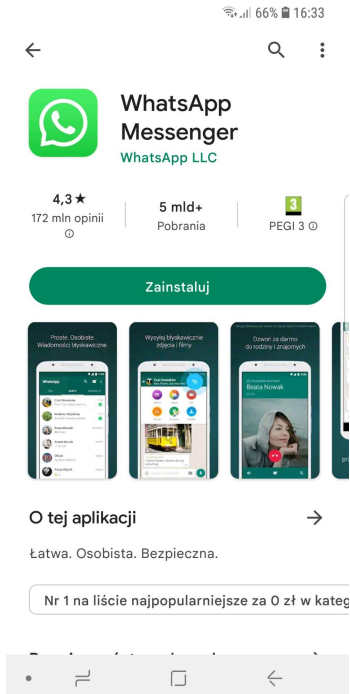 66% 16:33
WhatsApp
Messenger
WhatsApp LLC
4,3★
172 mln opinii
5 mld+
Pobrania
3
PEGI 3
Zainstaluj
Proste. Osobiste.
Wiadomości błyskawiczne
WhatsApp
Wysyłaj błyskawicznie
zdjęcia i filmy
Dzwoń za darmo
do rodziny i znajomych
Beata Nowak
O tej aplikacji
Łatwa. Osobista. Bezpieczna.
Nr 1 na liście najpopularniejsze za 0 zł w kateg